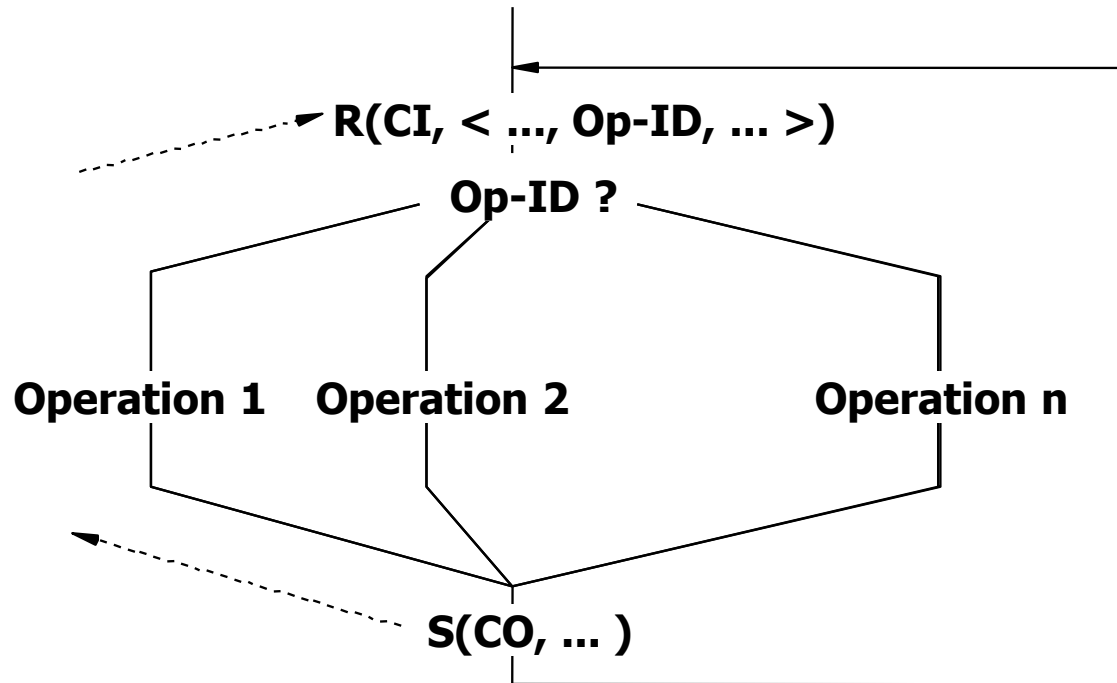 R(CI, < ..., Op-ID, ... >)
Op-ID ?
Operation 1 Operation 2 Operation n
S(CO, ... )